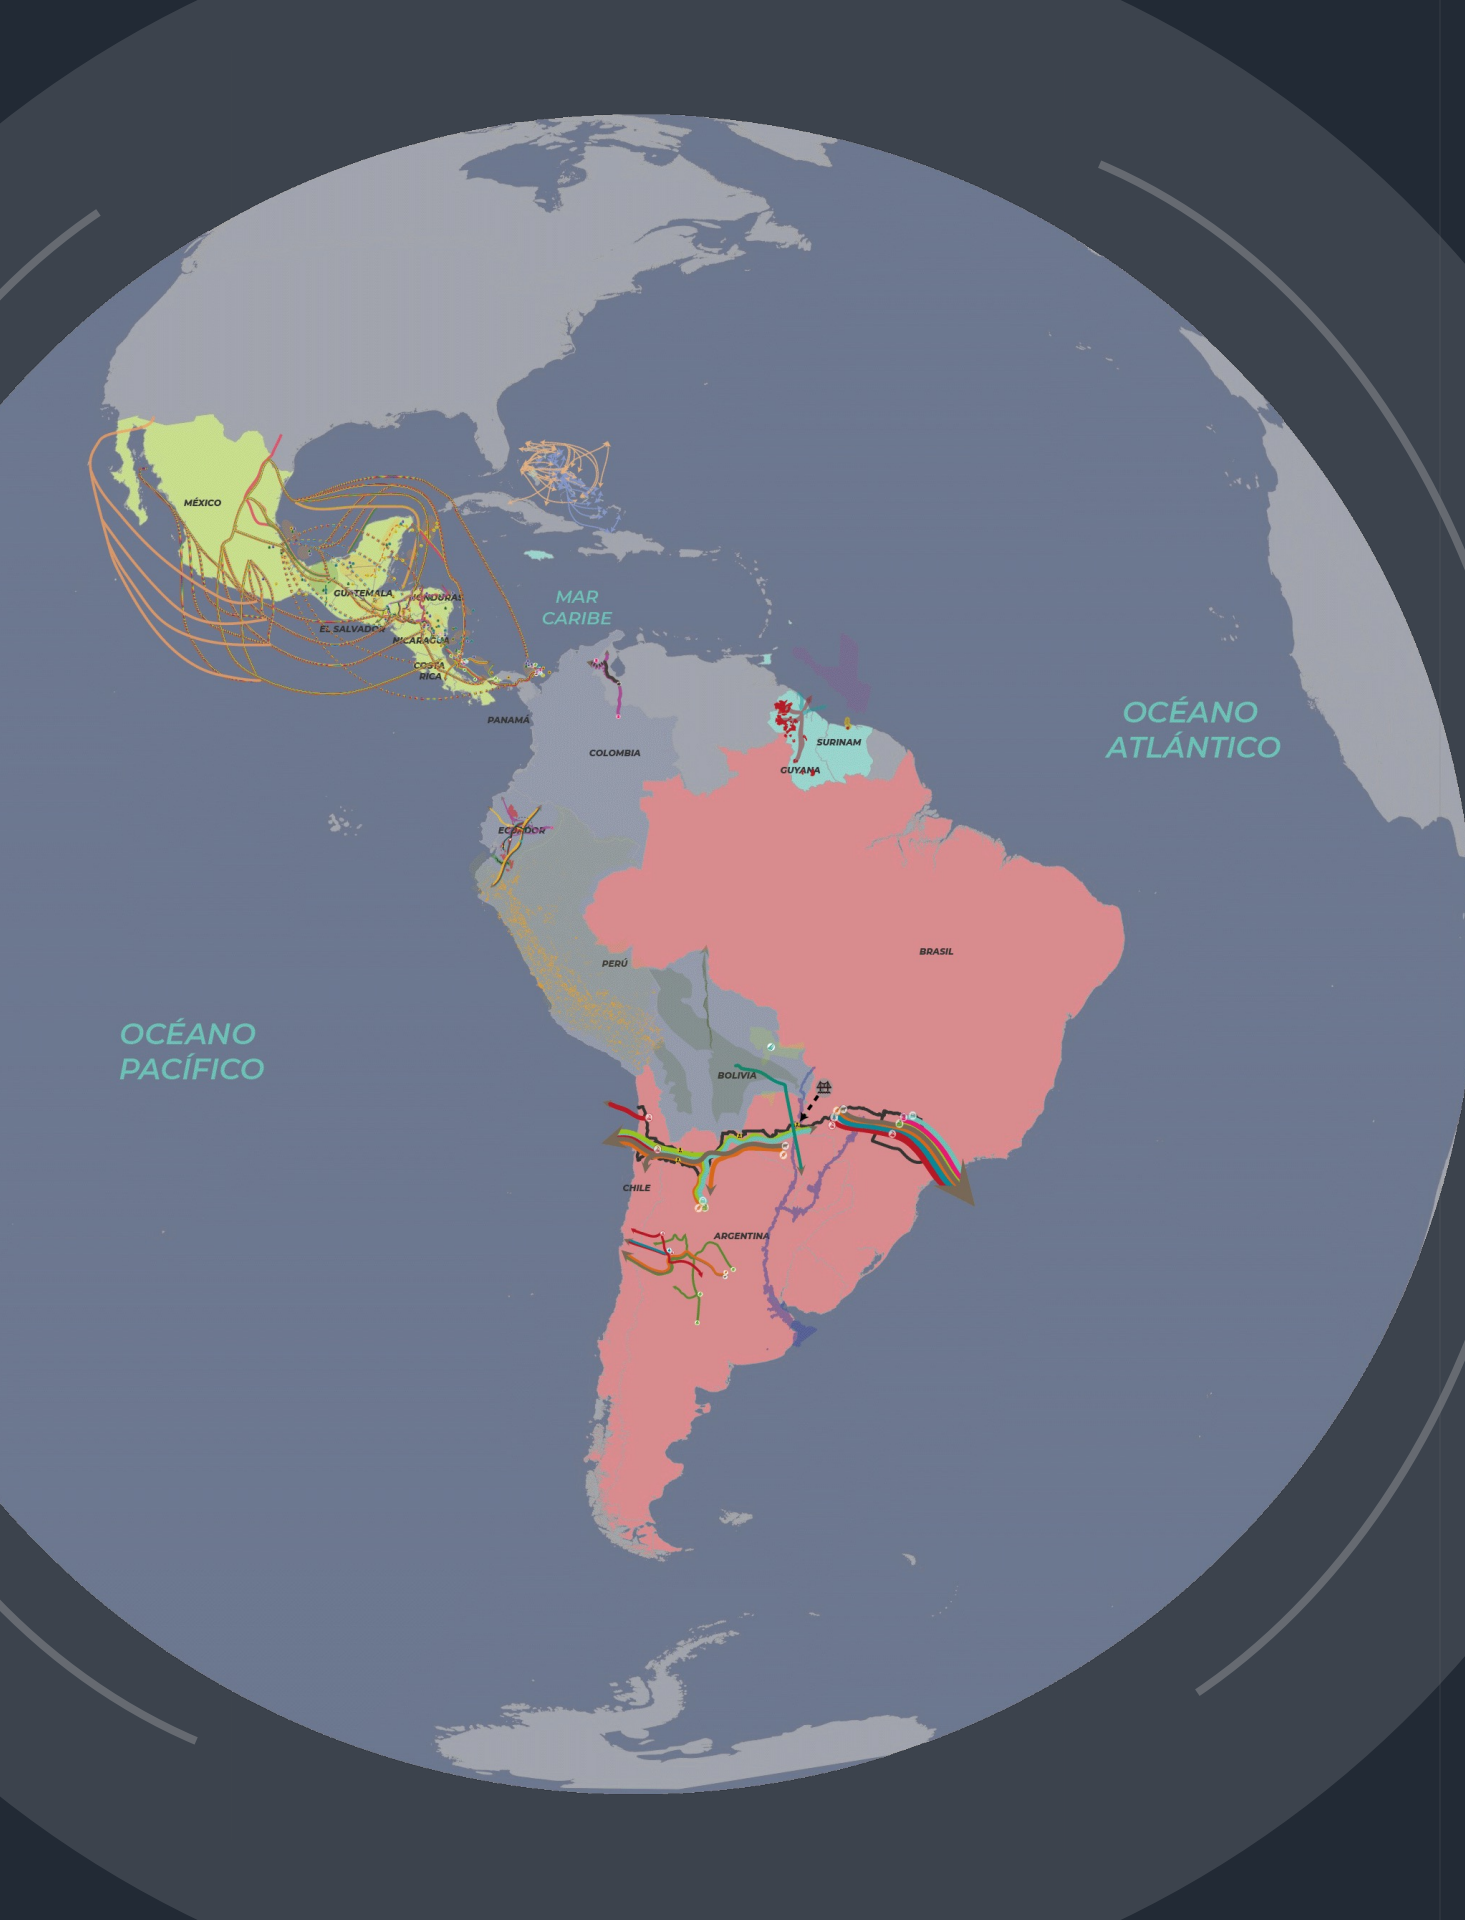 MÉXICO
GUATEMALA
HONDURAS
EL SALVADOR
NICARAGUA
COSTA
RICA
PANAMÁ
MAR
CARIBE
COLOMBIA
OCÉANO
ATLÁNTICO
SURINAM
GUYANA
ECUADOR
BRASIL
PERÚ
OCÉANO
PACÍFICO
BOLIVIA
CHILE
ARGENTINA